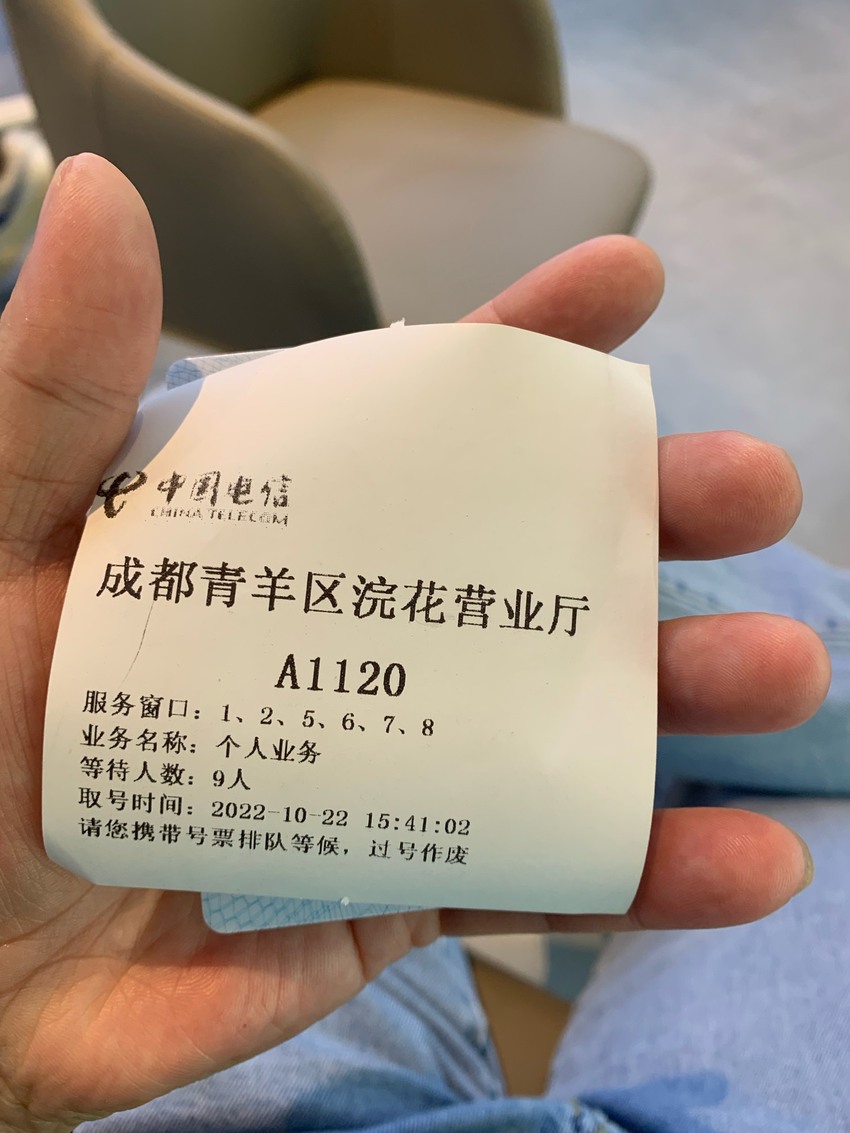 中国电信
CHINA TELECOM
成都青羊区浣花营业厅
A1120
服务窗口：1、2、5、6、7、8
业务名称：个人业务
等待人数：9人
取号时间：2022-10-22 15:41:02
请您携带号票排队等候，过号作废